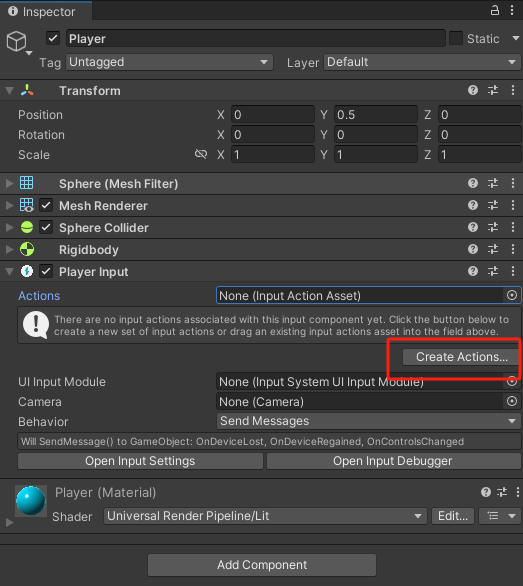 Inspector
Player
Static
Tag Untagged Layer Default
Transform
Position X 0 Y 0.5 Z 0
Rotation X 0 Y 0 Z 0
Scale X 1 Y 1 Z 1
Sphere (Mesh Filter)
Mesh Renderer
Sphere Collider
Rigidbody
Player Input
Actions None (Input Action Asset)
There are no input actions associated with this input component yet. Click the button below to
create a new set of input actions or drag an existing input actions asset into the field above.
Create Actions...
UI Input Module None (Input System UI Input Module)
Camera None (Camera)
Behavior Send Messages
Will SendMessage() to GameObject: OnDeviceLost, OnDeviceRegained, OnControlsChanged
Open Input Settings Open Input Debugger
Player (Material)
Shader Universal Render Pipeline/Lit Edit...
Add Component